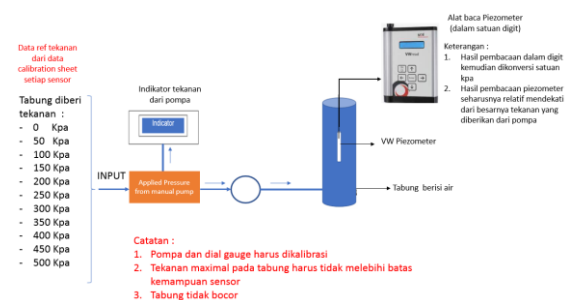 Data ref tekanan
dari data
calibration sheet
setiap sensor
Tabung diberi
tekanan :
- 0 Kpa
- 50 Kpa
- 100 Kpa
- 150 Kpa
- 200 Kpa
- 250 Kpa
- 300 Kpa
- 350 Kpa
- 400 Kpa
- 450 Kpa
- 500 Kpa
INPUT
Indikator tekanan
dari pompa
Indicator
Applied Pressure
from manual pump
Alat baca Piezometer
(dalam satuan digit)
Keterangan :
1. Hasil pembacaan dalam digit
kemudian dikonversi satuan
kpa
2. Hasil pembacaan piezometer
seharusnya relatif mendekati
dari besarnya tekanan yang
diberikan dari pompa
VW Piezometer
Tabung berisi air
Catatan :
1. Pompa dan dial gauge harus dikalibrasi
2. Tekanan maximal pada tabung harus tidak melebihi batas
kemampuan sensor
3. Tabung tidak bocor